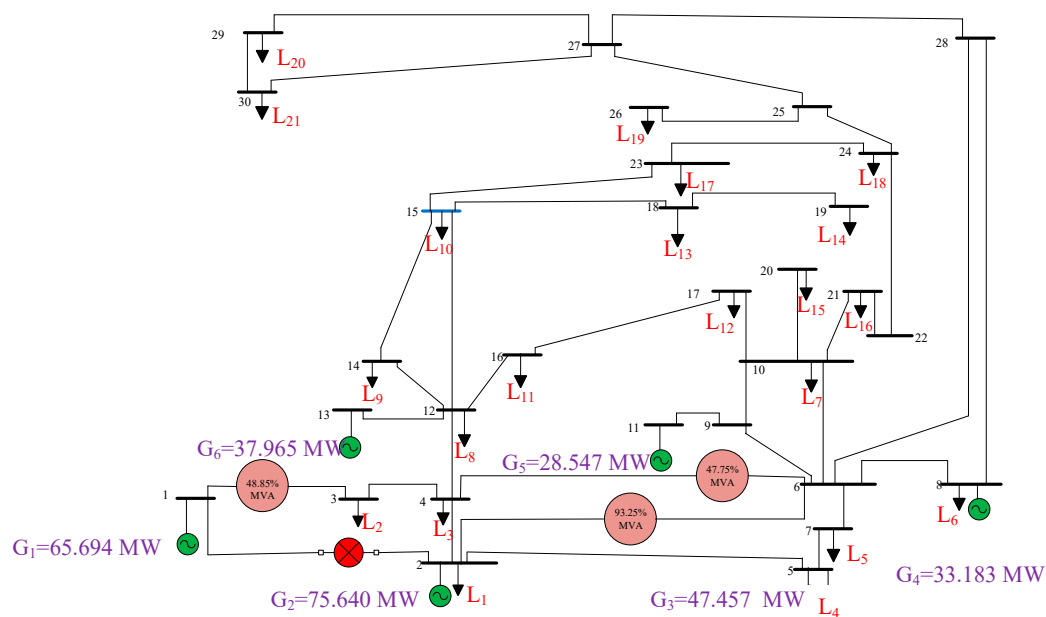 29
L20
27
28
30
L21
26
L19
25
23
L17
24
L18
15
L10
18
L13
19
L14
20
L15
17
L12
21
L16
22
14
L9
16
L11
10
L7
13
12
L8
11
9
G6=37.965 MW
G5=28.547 MW
48.85%
MVA
47.75%
MVA
1
3
L2
4
L3
6
8
L6
93.25%
MVA
7
L5
G1=65.694 MW
2
L1
5
L4
G2=75.640 MW
G3=47.457 MW
G4=33.183 MW